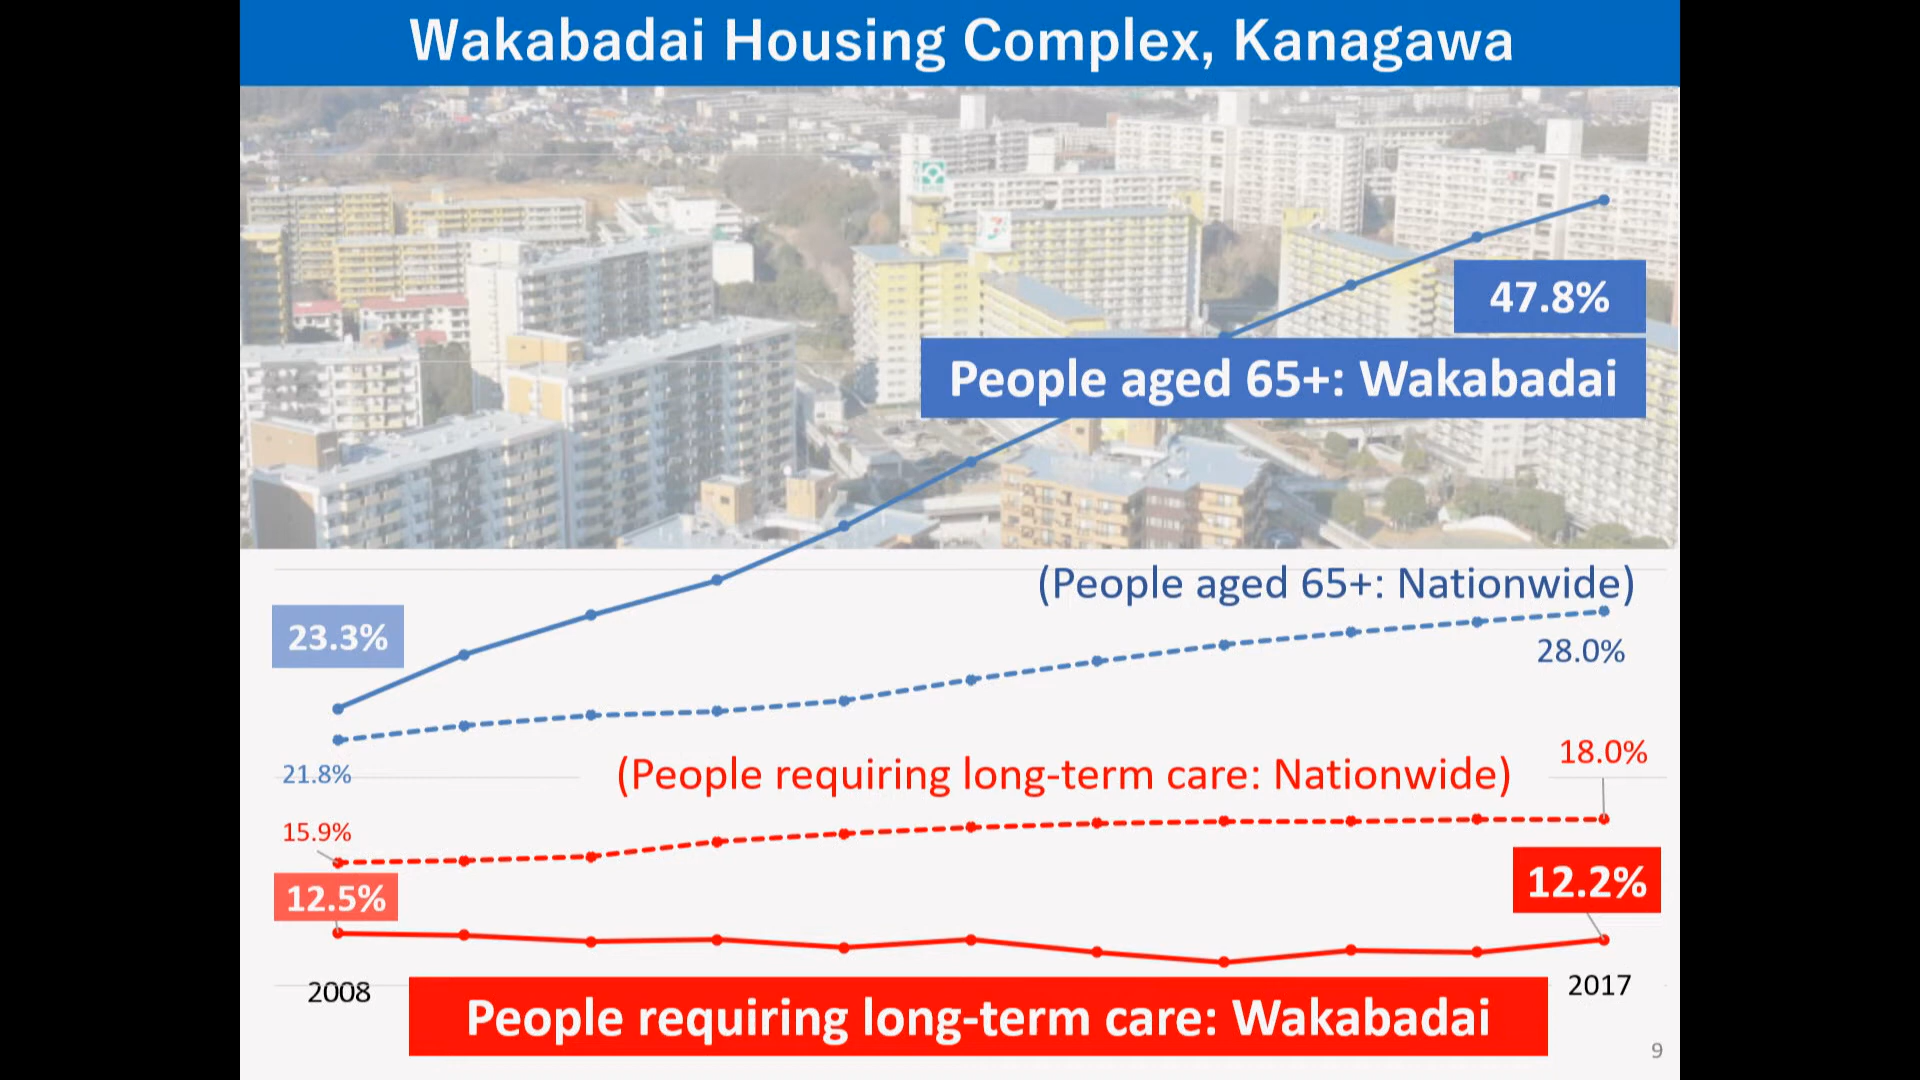 Wakabadai Housing Complex, Kanagawa
47.8%
People aged 65+: Wakabadai
(People aged 65+: Nationwide)
23.3%
28.0%
21.8%
(People requiring long-term care: Nationwide)
18.0%
15.9%
12.5%
12.2%
2008
2017
People requiring long-term care: Wakabadai
9